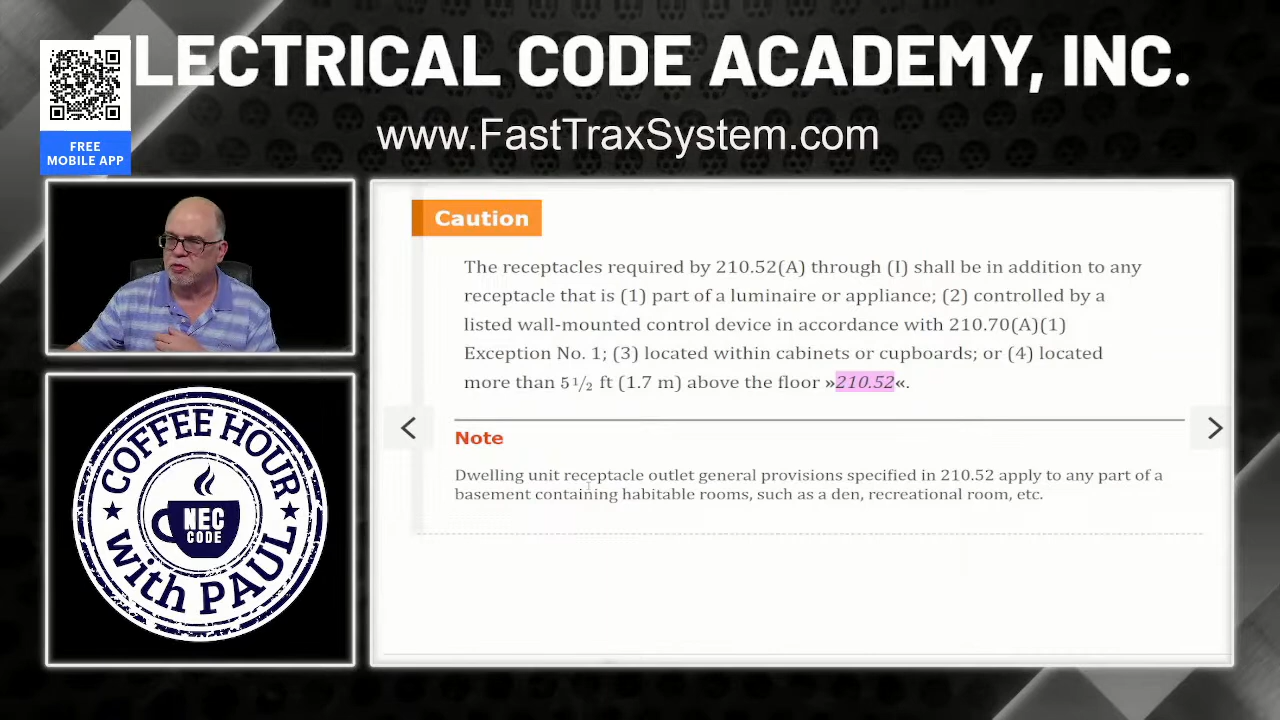 ELECTRICAL CODE ACADEMY, INC.
www.FastTraxSystem.com
FREE
MOBILE APP
Caution
The receptacles required by 210.52(A) through (I) shall be in addition to any
receptacle that is (1) part of a luminaire or appliance; (2) controlled by a
listed wall-mounted control device in accordance with 210.70(A)(1)
Exception No. 1; (3) located within cabinets or cupboards; or (4) located
more than 5 1/2 ft (1.7 m) above the floor »210.52«.
Note
Dwelling unit receptacle outlet general provisions specified in 210.52 apply to any part of a
basement containing habitable rooms, such as a den, recreational room, etc.
COFFEE HOUR
NEC
CODE
with PAUL